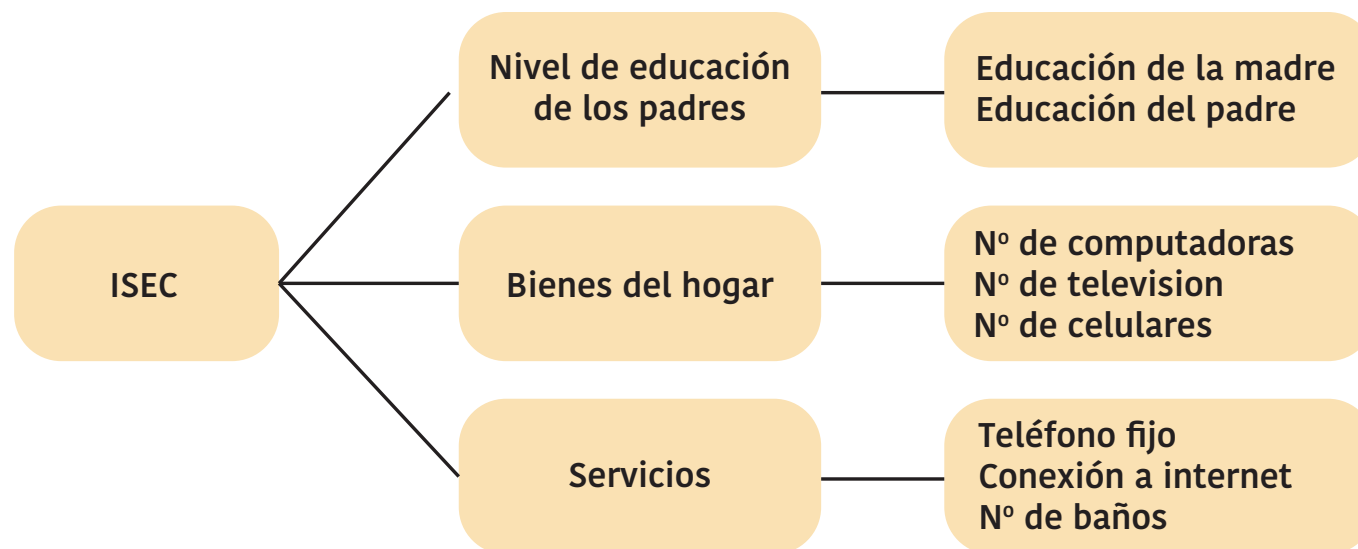 Nivel de educación
de los padres
Educación de la madre
Educación del padre
ISEC
Bienes del hogar
Nº de computadoras
Nº de television
Nº de celulares
Servicios
Teléfono fijo
Conexión a internet
Nº de baños